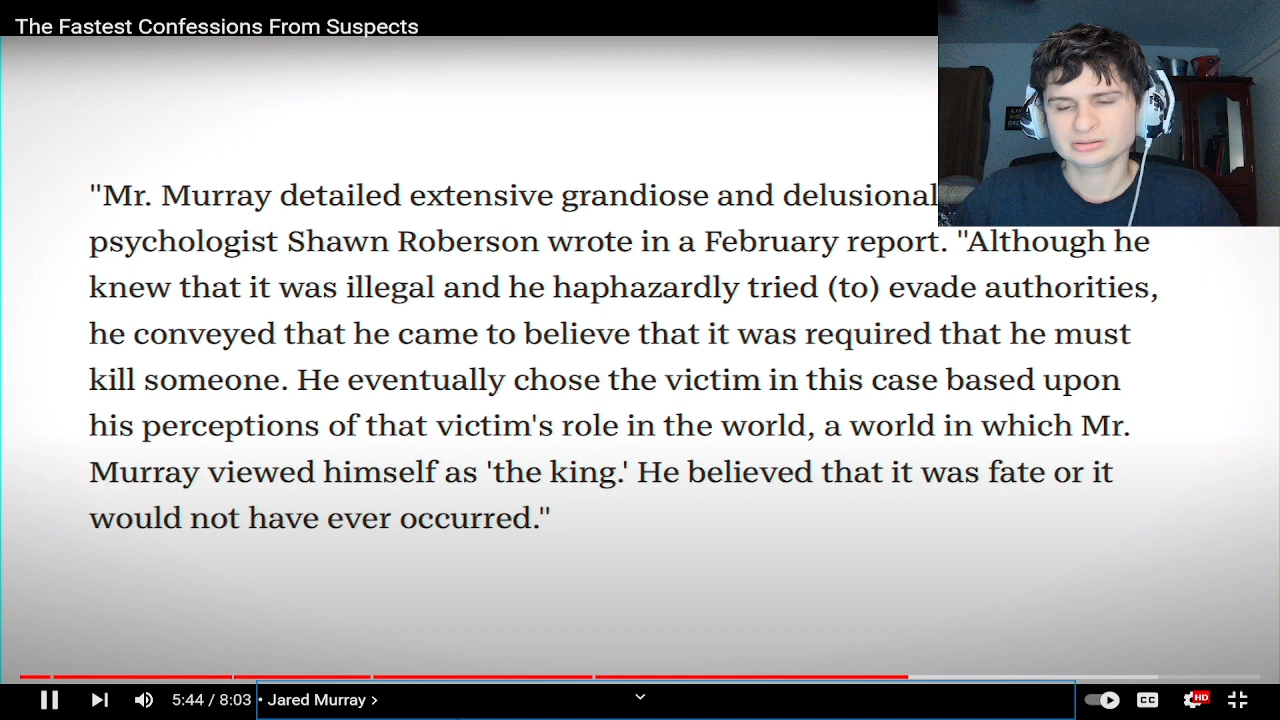 The Fastest Confessions From Suspects
"Mr. Murray detailed extensive grandiose and delusional
psychologist Shawn Roberson wrote in a February report. "Although he
knew that it was illegal and he haphazardly tried (to) evade authorities,
he conveyed that he came to believe that it was required that he must
kill someone. He eventually chose the victim in this case based upon
his perceptions of that victim's role in the world, a world in which Mr.
Murray viewed himself as 'the king.' He believed that it was fate or it
would not have ever occurred."
5:44 / 8:03 • Jared Murray >
CC
HD